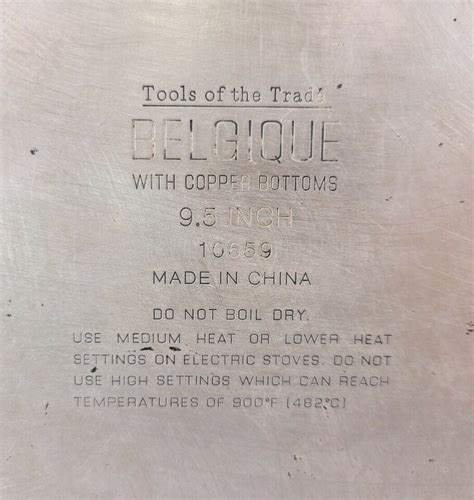 Tools of the Trade
BELGIQUE
WITH COPPER BOTTOMS
9.5 INCH
10659
MADE IN CHINA
DO NOT BOIL DRY.
USE MEDIUM HEAT OR LOWER HEAT
SETTINGS ON ELECTRIC STOVES. DO NOT
USE HIGH SETTINGS WHICH CAN REACH
TEMPERATURES OF 900°F (482°C)